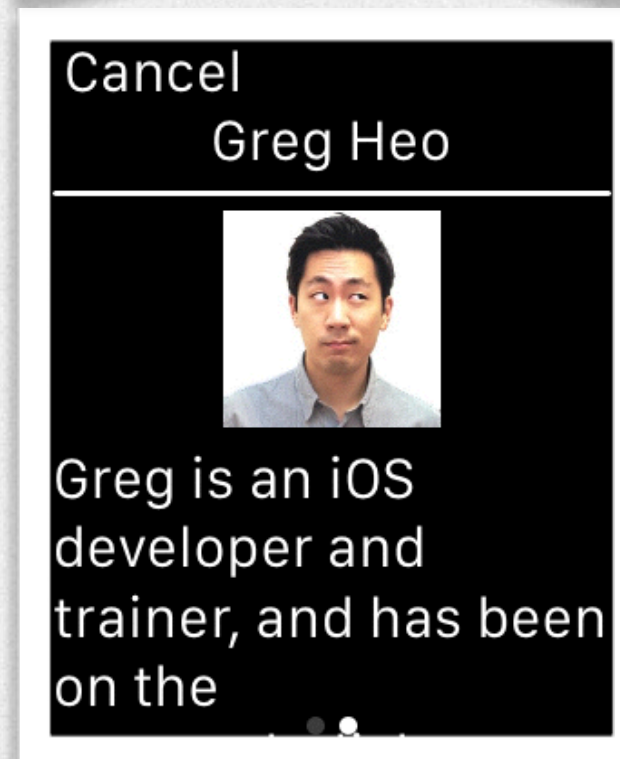 Cancel
Greg Heo
Greg is an iOS
developer and
trainer, and has been
on the